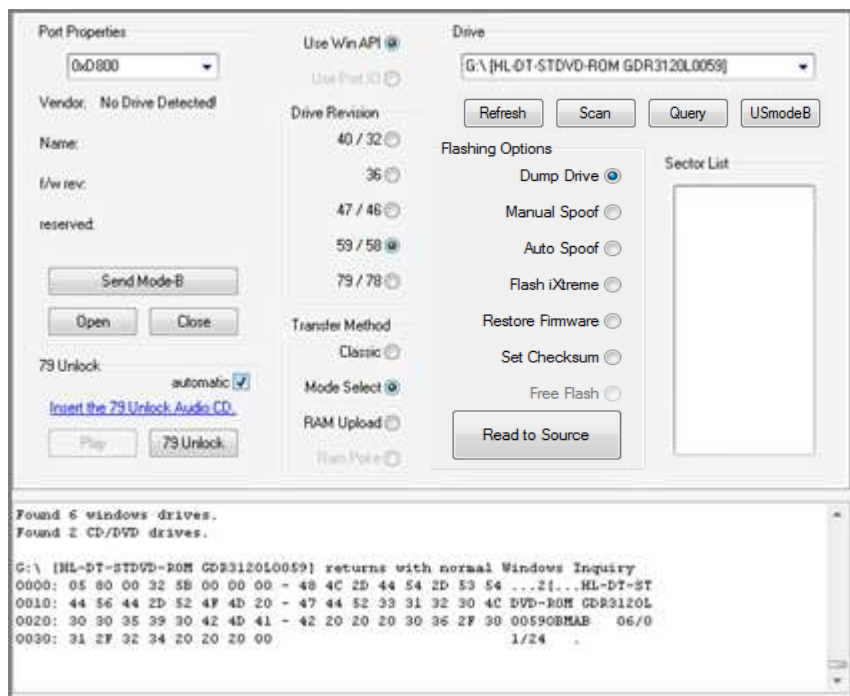 Port Properties
0xD800
Vendor: No Drive Detected!
Name:
f/w rev:
reserved:
Send Mode-B
Open
Close
79 Unlock
automatic
Insert the 79 Unlock Audio CD.
Play
79 Unlock
Use Win API
Use Port IO
Drive Revision
40 / 32
36
47 / 46
59 / 58
79 / 78
Transfer Method
Classic
Mode Select
RAM Upload
Ram Poke
Drive
G:\ [HL-DT-STDVD-ROM GDR3120L0059]
Refresh
Scan
Query
USmodeB
Flashing Options
Dump Drive
Manual Spoof
Auto Spoof
Flash iXtreme
Restore Firmware
Set Checksum
Free Flash
Read to Source
Sector List
Found 6 windows drives.
Found 2 CD/DVD drives.
G:\ [HL-DT-STDVD-ROM GDR3120L0059] returns with normal Windows Inquiry
0000: 05 80 00 32 5B 00 00 00 - 48 4C 2D 44 54 2D 53 54 ...2[...HL-DT-ST
0010: 44 56 44 2D 52 4F 4D 20 - 47 44 52 33 31 32 30 4C DVD-ROM GDR3120L
0020: 30 30 35 39 30 42 4D 41 - 42 20 20 20 30 36 2F 30 00590BMAB   06/0
0030: 31 2F 32 34 20 20 20 00 1/24   .